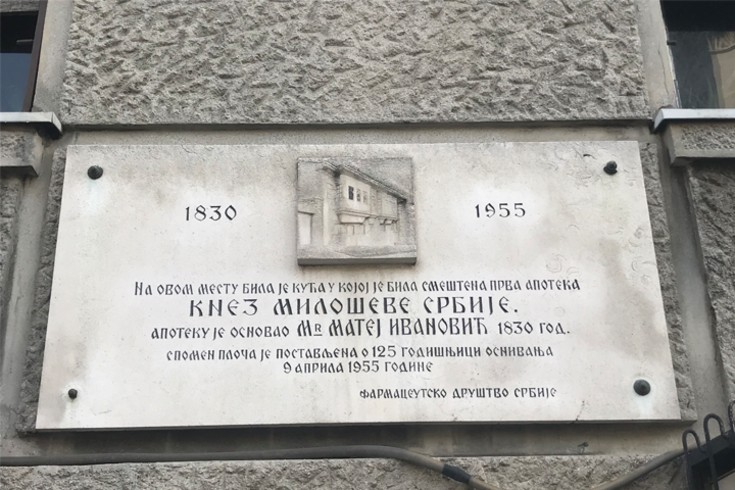 1830 1955
На овом месту била је кућа у којој је била смештена прва апотека
КНЕЗ МИЛОШЕВЕ СРБИЈЕ.
апотеку је основао Мр МАТЕЈ ИВАНОВИЋ 1830 год.
спомен плоча је постављена о 125 годишњици оснивања
9 априла 1955 године
Фармацеутско друштво Србије